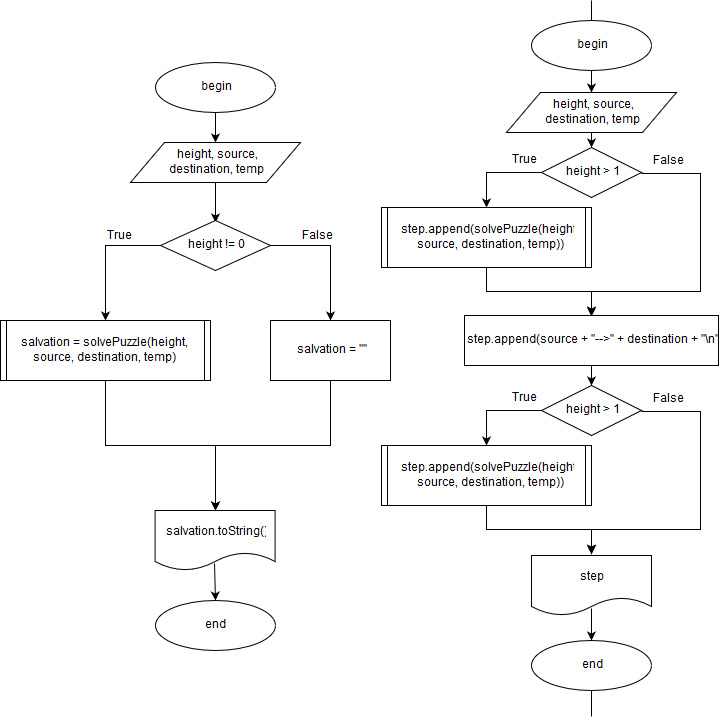 begin
height, source,
destination, temp
height != 0
True
False
salvation = solvePuzzle(height,
source, destination, temp)
salvation = ""
salvation.toString()
end
begin
height, source,
destination, temp
height > 1
True
False
step.append(solvePuzzle(height
source, destination, temp))
step.append(source + "-->" + destination + "\n"
height > 1
True
False
step.append(solvePuzzle(height
source, destination, temp))
step
end